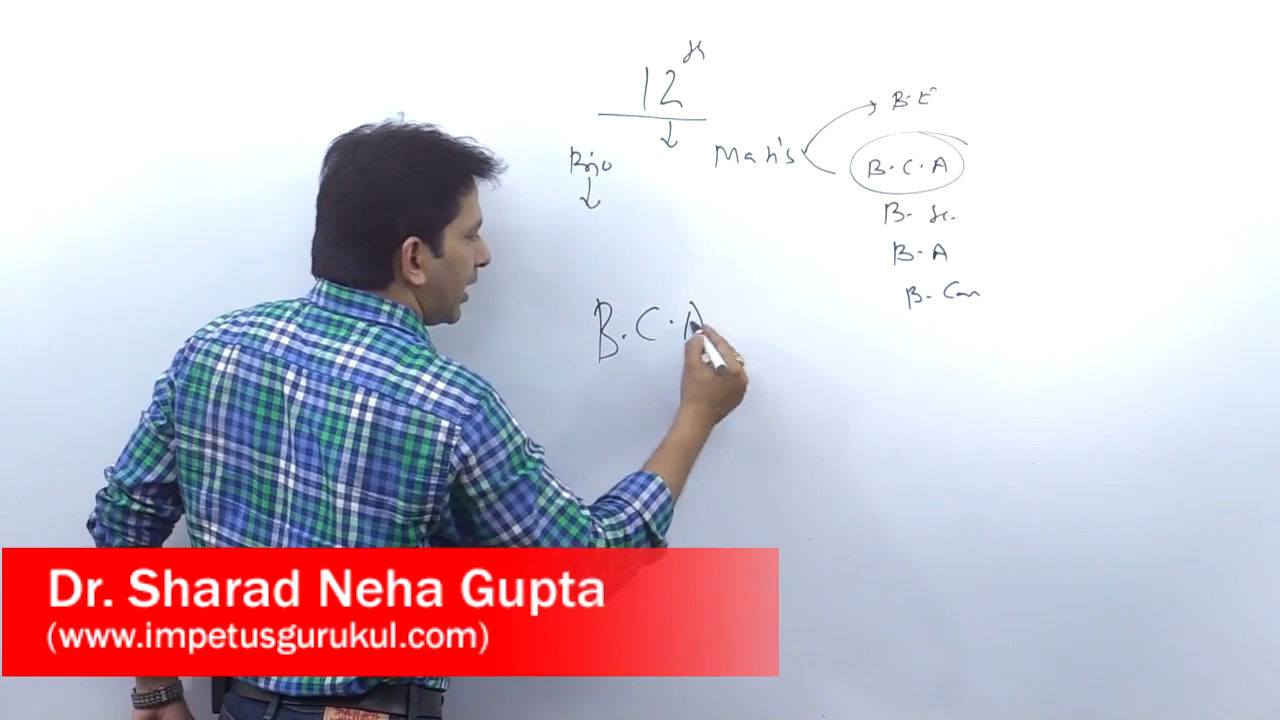 12th
Bio
Math's
B.E
B.C.A
B.Sc.
B.A
B.Com
B.C.A
Dr. Sharad Neha Gupta
(www.impetusgurukul.com)